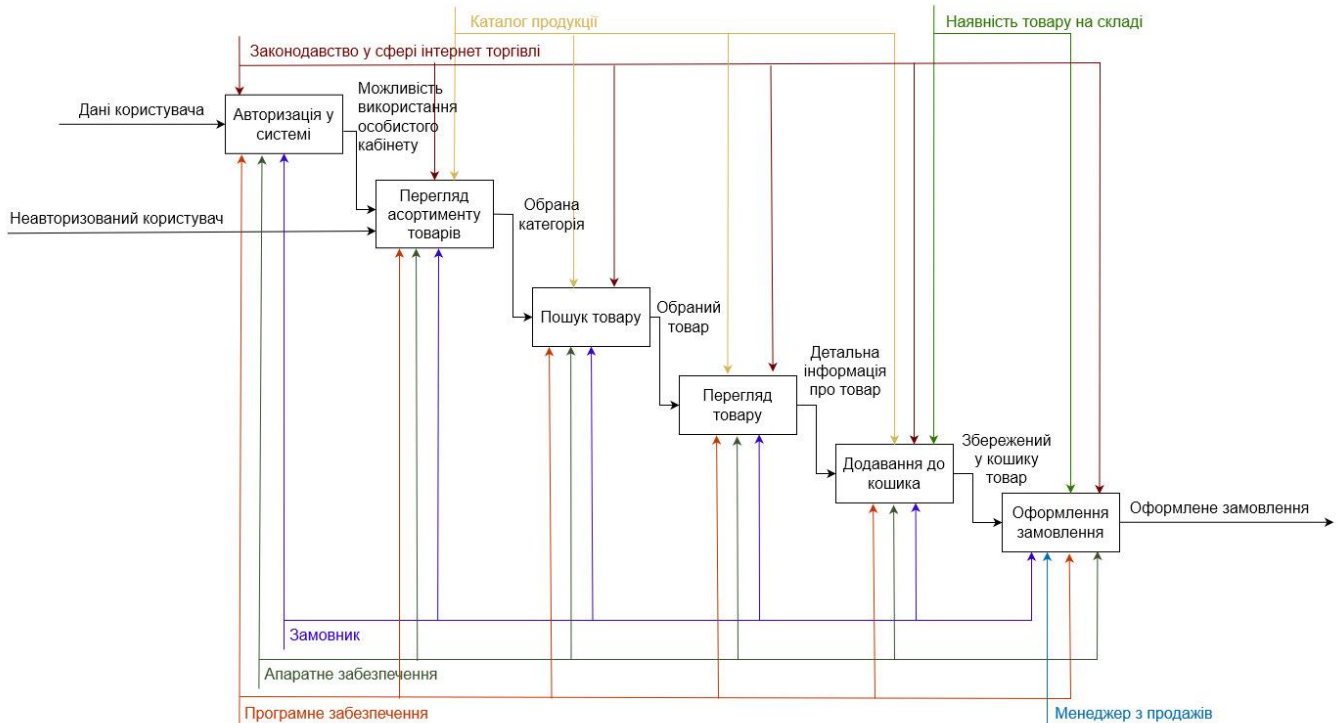 Каталог продукції
Наявність товару на складі
Законодавство у сфері інтернет торгівлі
Дані користувача
Авторизація у
системі
Можливість
використання
особистого
кабінету
Неавторизований користувач
Перегляд
асортименту
товарів
Обрана
категорія
Пошук товару
Обраний
товар
Перегляд
товару
Детальна
інформація
про товар
Додавання до
кошика
Збережений
у кошику
товар
Оформлення
замовлення
Оформлене замовлення
Замовник
Апаратне забезпечення
Програмне забезпечення
Менеджер з продажів